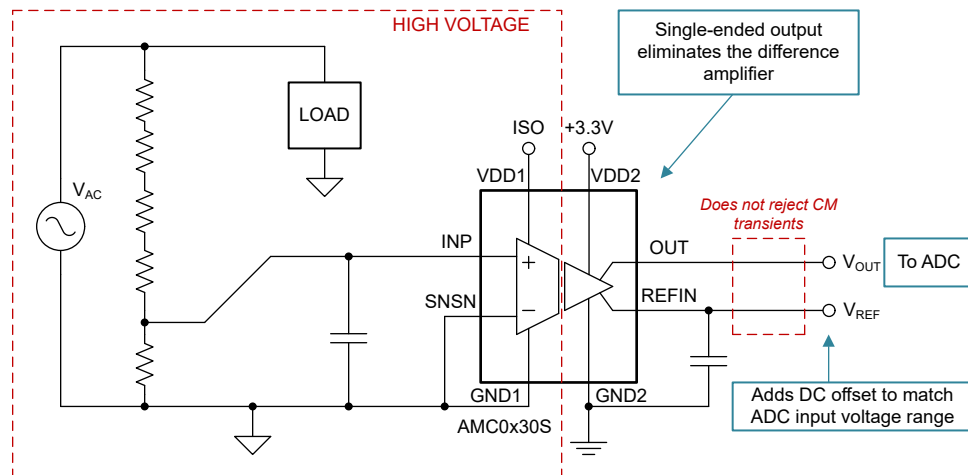 HIGH VOLTAGE
Single-ended output
eliminates the difference
amplifier
LOAD
ISO
+3.3V
VDD1
VDD2
VAC
Does not reject CM
transients
INP
OUT
VOUT
To ADC
+
SNSN
REFIN
VREF
−
GND1
GND2
AMC0x30S
Adds DC offset to match
ADC input voltage range